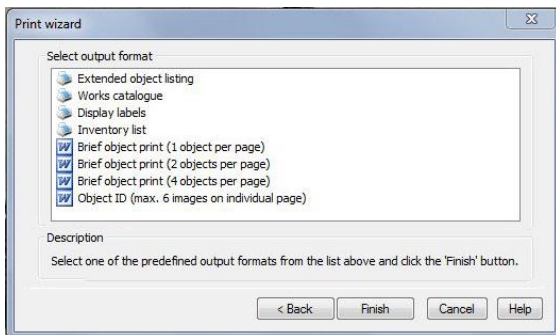 Print wizard
Select output format
Extended object listing
Works catalogue
Display labels
Inventory list
Brief object print (1 object per page)
Brief object print (2 objects per page)
Brief object print (4 objects per page)
Object ID (max. 6 images on individual page)
Description
Select one of the predefined output formats from the list above and click the 'Finish' button.
< Back Finish Cancel Help